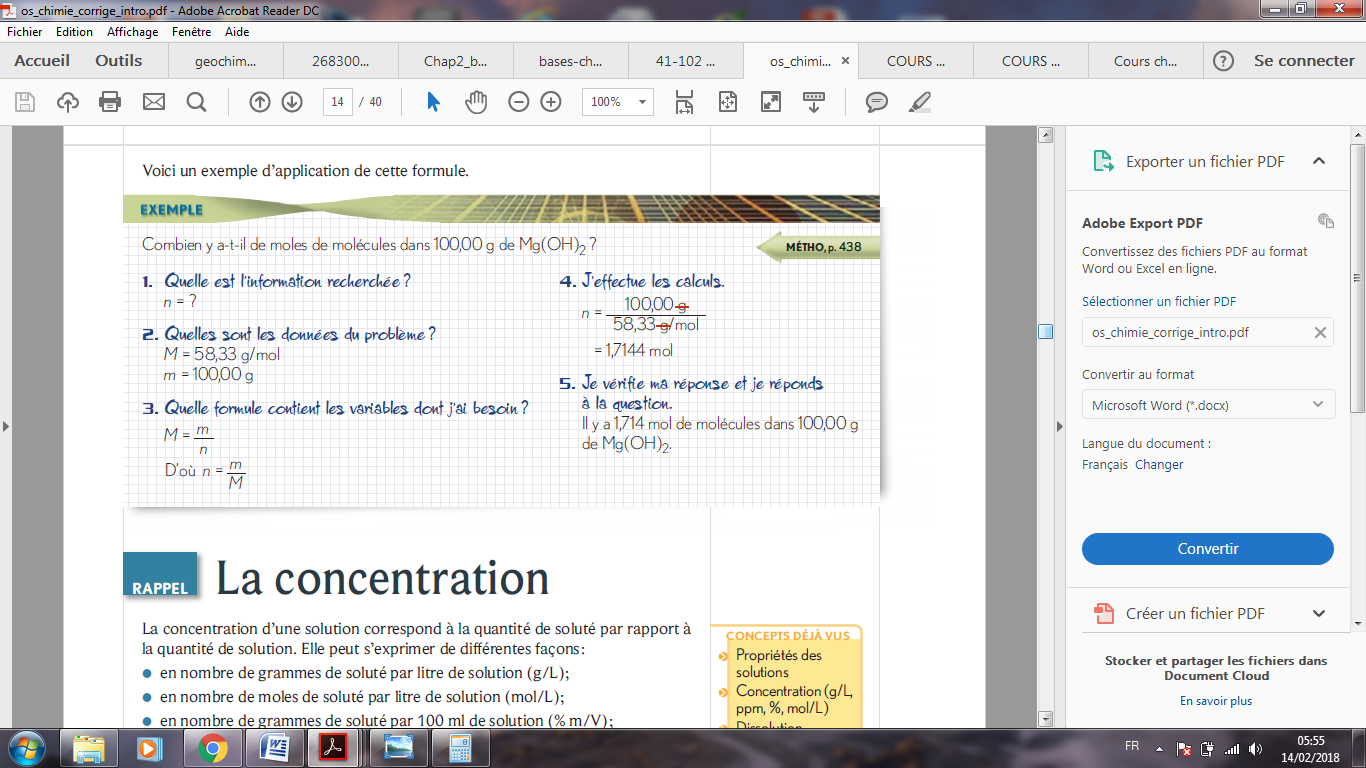 os_chimie_corrige_intro.pdf - Adobe Acrobat Reader DC
Fichier Edition Affichage Fenêtre Aide
Accueil Outils geochim... 268300... Chap2_b... bases-ch... 41-102 ... os_chimi... × COURS ... COURS ... Cours ch... ? Se connecter
14 / 40 100%
Voici un exemple d'application de cette formule.
EXEMPLE
Combien y a-t-il de moles de molécules dans 100,00 g de Mg(OH)2 ?
MÉTHO, p. 438
1. Quelle est l'information recherchée ?
n = ?
2. Quelles sont les données du problème ?
M = 58,33 g/mol
m = 100,00 g
3. Quelle formule contient les variables dont j'ai besoin ?
M = m/n
D'où n = m/M
4. J'effectue les calculs.
n = 100,00 g / 58,33 g/mol
= 1,7144 mol
5. Je vérifie ma réponse et je réponds
à la question.
Il y a 1,714 mol de molécules dans 100,00 g
de Mg(OH)2.
RAPPEL
La concentration
La concentration d'une solution correspond à la quantité de soluté par rapport à
la quantité de solution. Elle peut s'exprimer de différentes façons:
• en nombre de grammes de soluté par litre de solution (g/L);
• en nombre de moles de soluté par litre de solution (mol/L);
• en nombre de grammes de soluté par 100 ml de solution (% m/V);
CONCEPTS DÉJÀ VUS
Propriétés des
solutions
Concentration (g/L,
ppm, %, mol/L)
Dissolution
Exporter un fichier PDF
Adobe Export PDF
Convertissez des fichiers PDF au format
Word ou Excel en ligne.
Sélectionner un fichier PDF
os_chimie_corrige_intro.pdf
Convertir au format
Microsoft Word (*.docx)
Langue du document :
Français Changer
Convertir
Créer un fichier PDF
Stocker et partager les fichiers dans
Document Cloud
En savoir plus
FR
05:55
14/02/2018